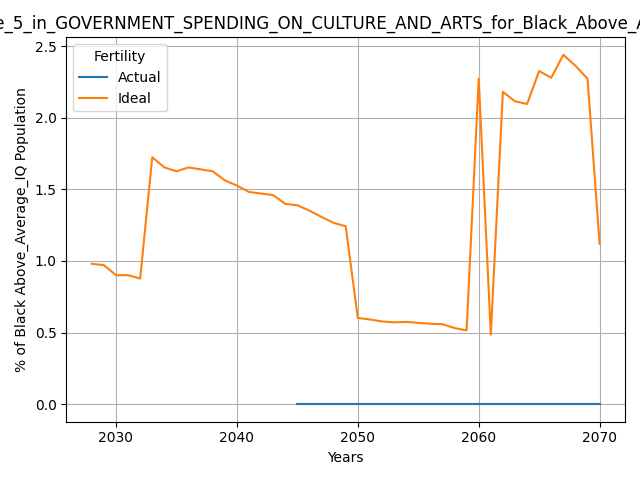 e_5_in_GOVERNMENT_SPENDING_ON_CULTURE_AND_ARTS_for_Black_Above_A
Fertility
Actual
Ideal
% of Black Above_Average_IQ Population
2.5
2.0
1.5
1.0
0.5
0.0
2030 2040 2050 2060 2070
Years